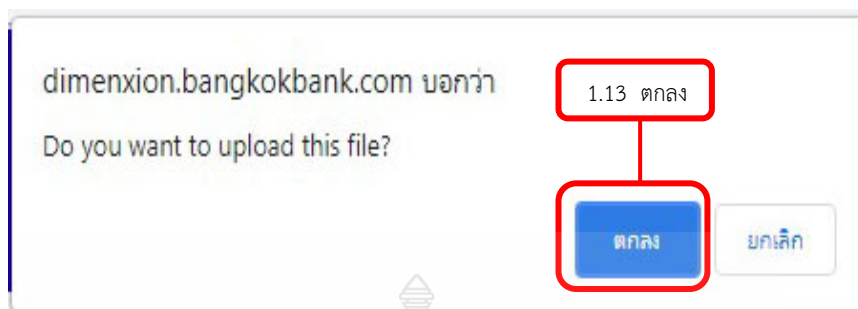 dimenxion.bangkokbank.com บอกว่า
1.13 ตกลง
Do you want to upload this file?
ตกลง
ยกเลิก